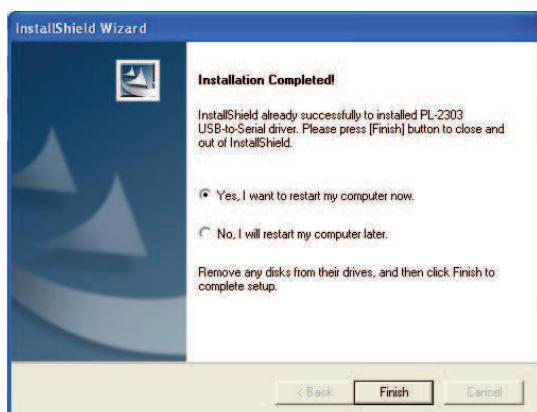 InstallShield Wizard
Installation Completed!
InstallShield already successfully to installed PL-2303
USB-to-Serial driver. Please press [Finish] button to close and
out of InstallShield.
Yes, I want to restart my computer now.
No, I will restart my computer later.
Remove any disks from their drives, and then click Finish to
complete setup.
< Back
Finish
Cancel